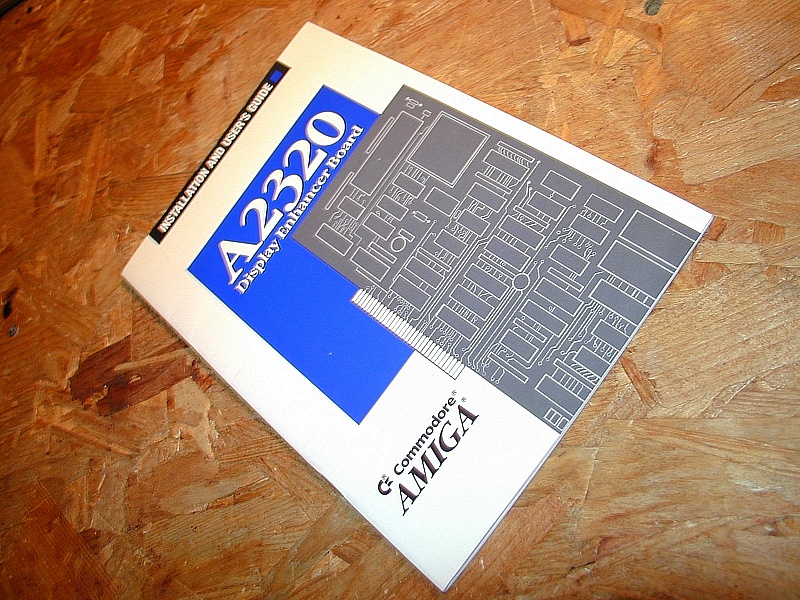 INSTALLATION AND USER'S GUIDE
A2320
Display Enhancer Board
Commodore®
AMIGA®